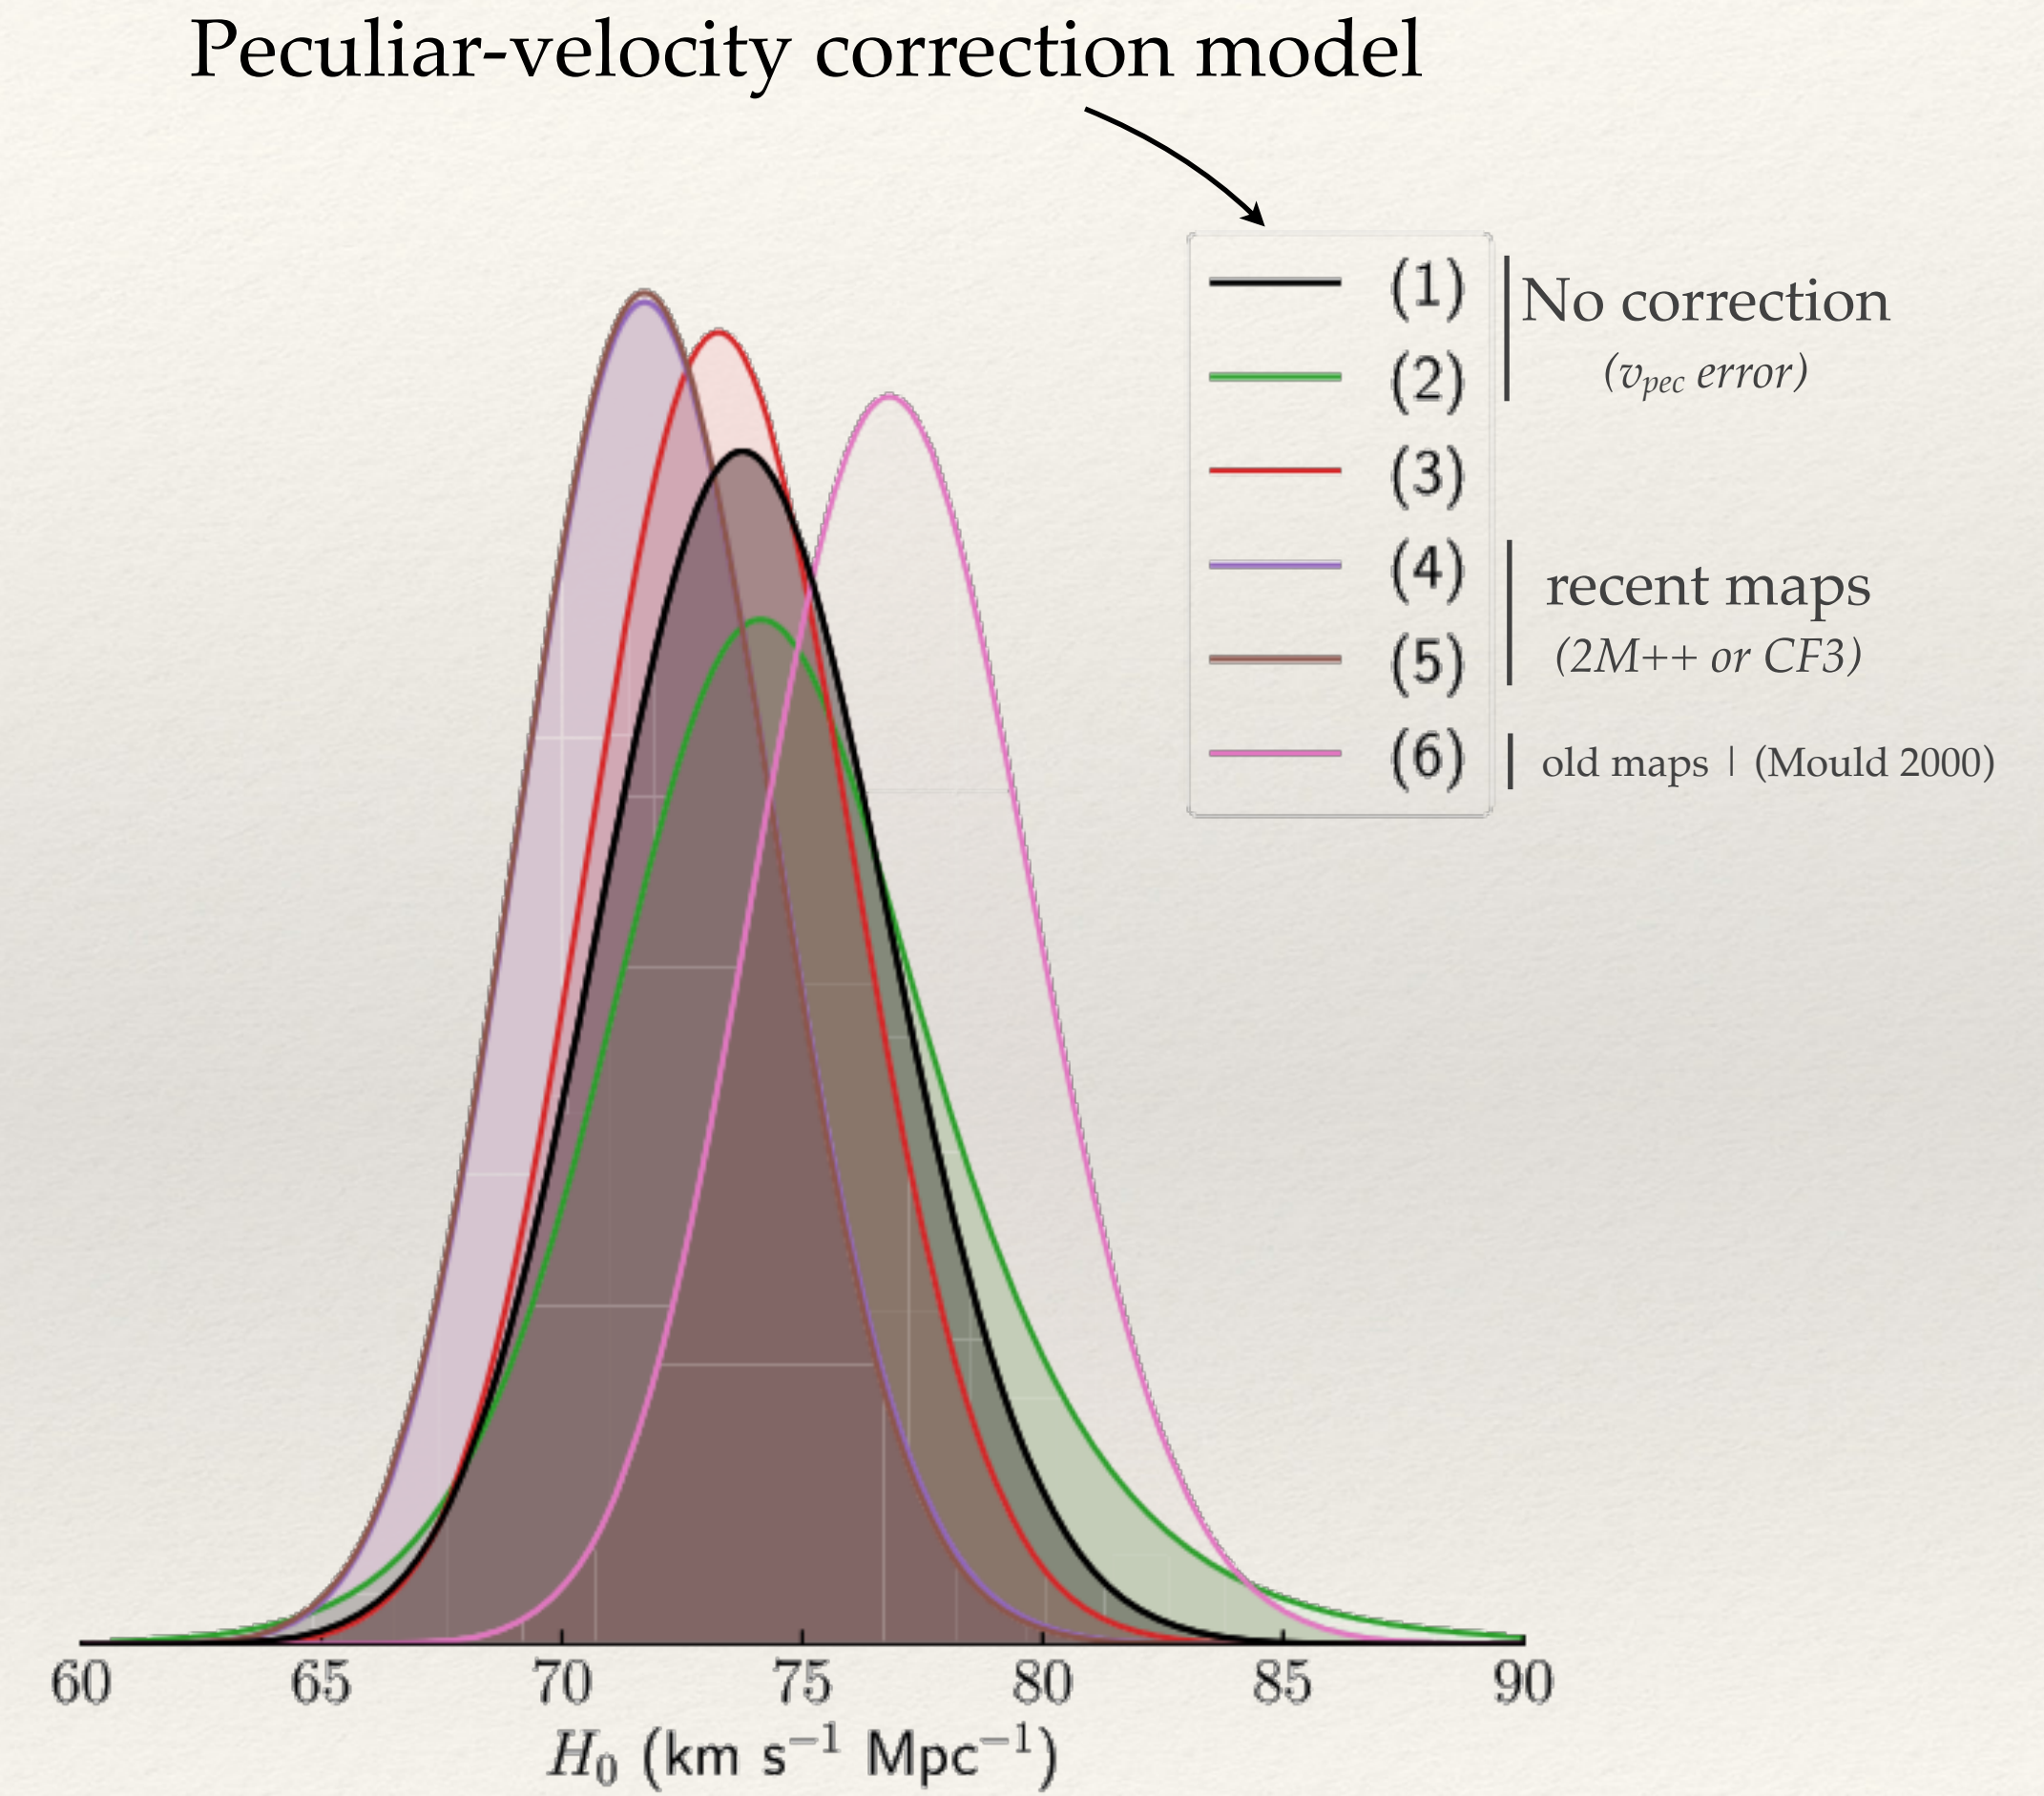 Peculiar-velocity correction model
(1)
(2)
No correction
(v_pec error)
(3)
(4)
(5)
recent maps
(2M++ or CF3)
(6)
old maps | (Mould 2000)
60 65 70 75 80 85 90
H₀ (km s⁻¹ Mpc⁻¹)